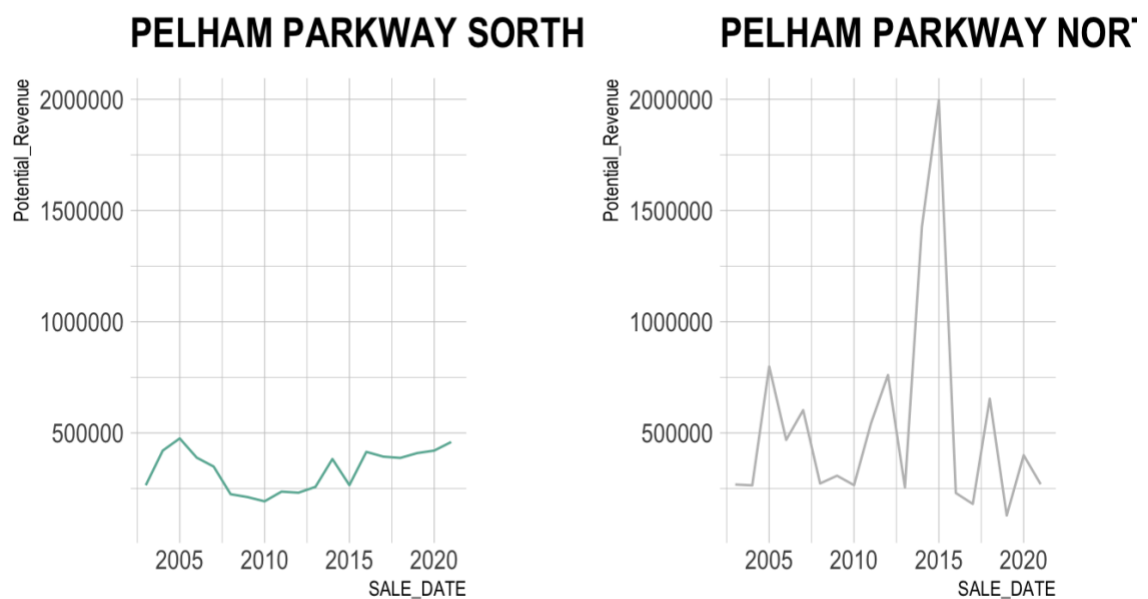 PELHAM PARKWAY SORTH
Potential_Revenue
2000000
1500000
1000000
500000
2005 2010 2015 2020
SALE_DATE
PELHAM PARKWAY NORT
Potential_Revenue
2000000
1500000
1000000
500000
2005 2010 2015 2020
SALE_DATE